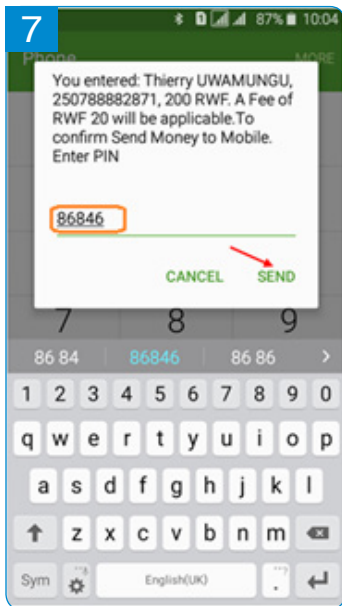 7
87% 10:04
Phone MORE
You entered: Thierry UWAMUNGU,
250788882871, 200 RWF. A Fee of
RWF 20 will be applicable.To
confirm Send Money to Mobile.
Enter PIN
86846
CANCEL SEND
7 8 9
86 84 86846 86 86 >
1 2 3 4 5 6 7 8 9 0
q w e r t y u i o p
a s d f g h j k l
z x c v b n m
Sym English(UK) .